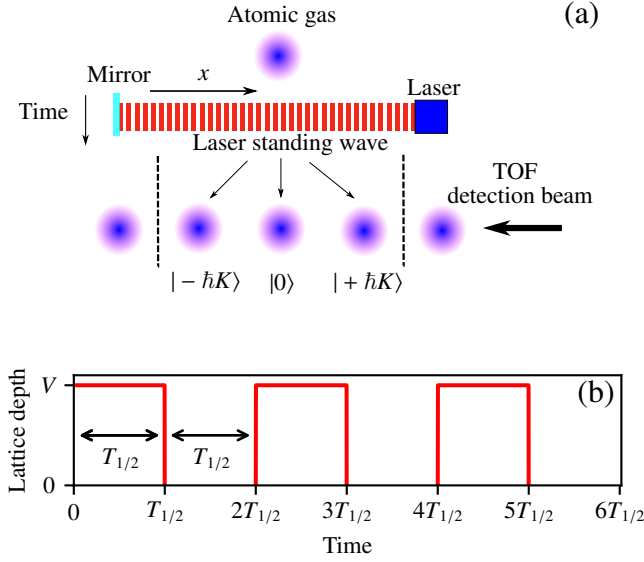 Atomic gas
(a)
Mirror
x
Laser
Time
Laser standing wave
TOF
detection beam
| − ħK⟩
|0⟩
| + ħK⟩
(b)
Lattice depth
V
0
T1/2
T1/2
0
T1/2
2T1/2
3T1/2
4T1/2
5T1/2
6T1/2
Time